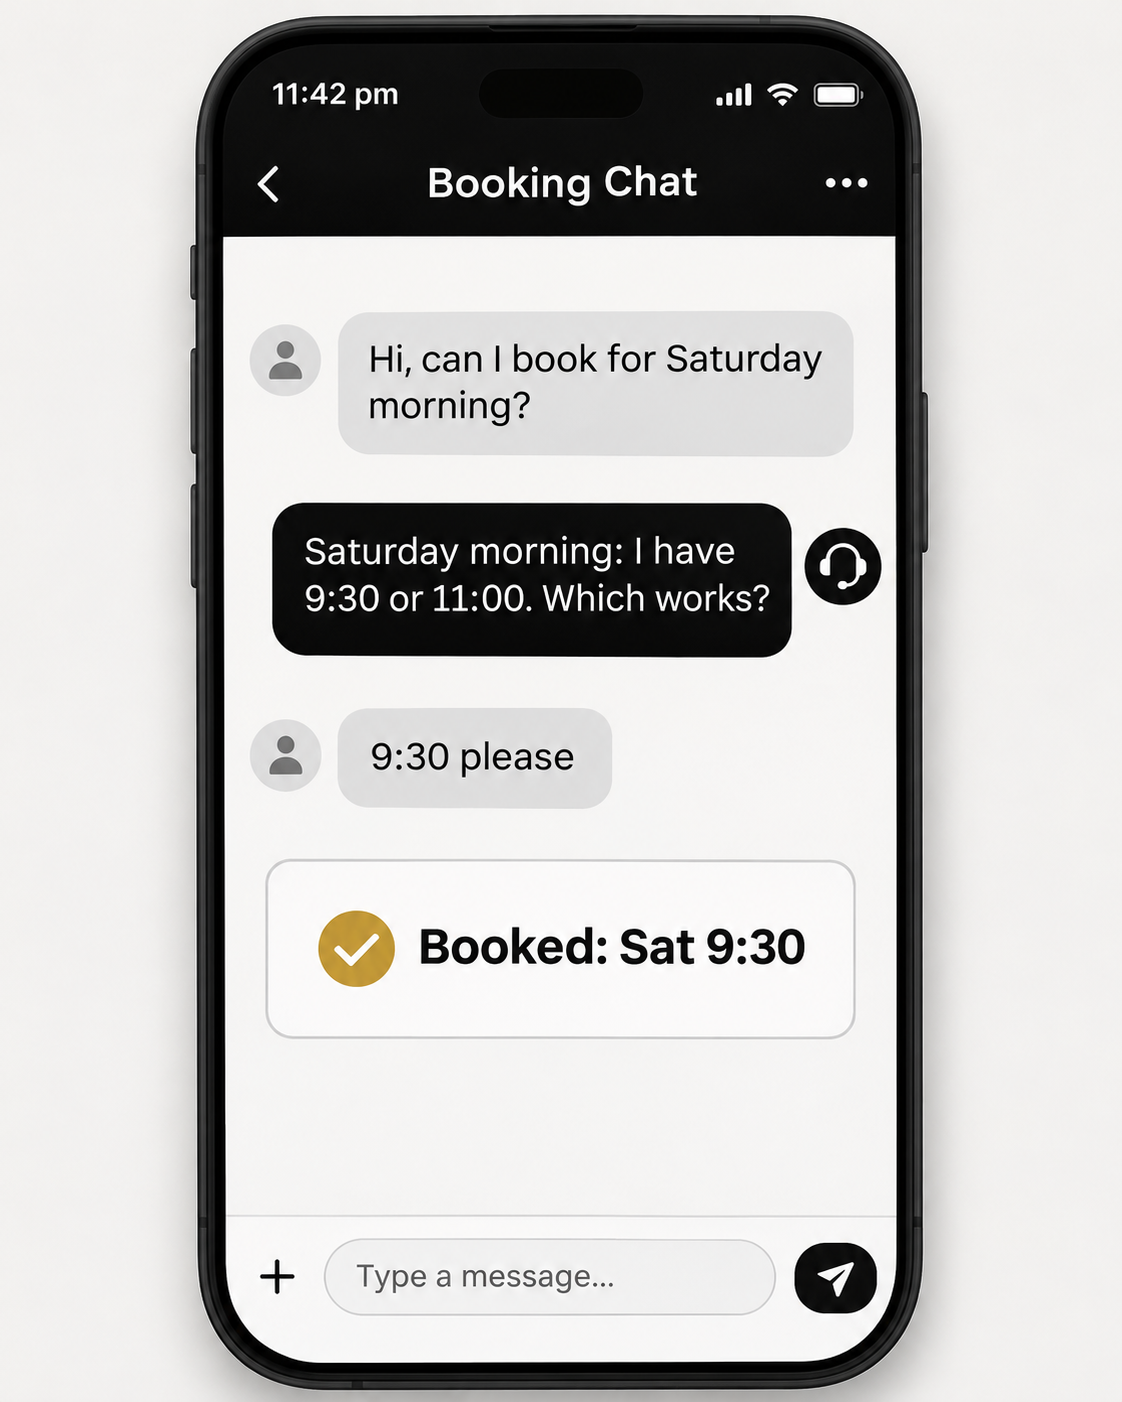 11:42 pm
Booking Chat
Hi, can I book for Saturday
morning?
Saturday morning: I have
9:30 or 11:00. Which works?
9:30 please
Booked: Sat 9:30
Type a message...